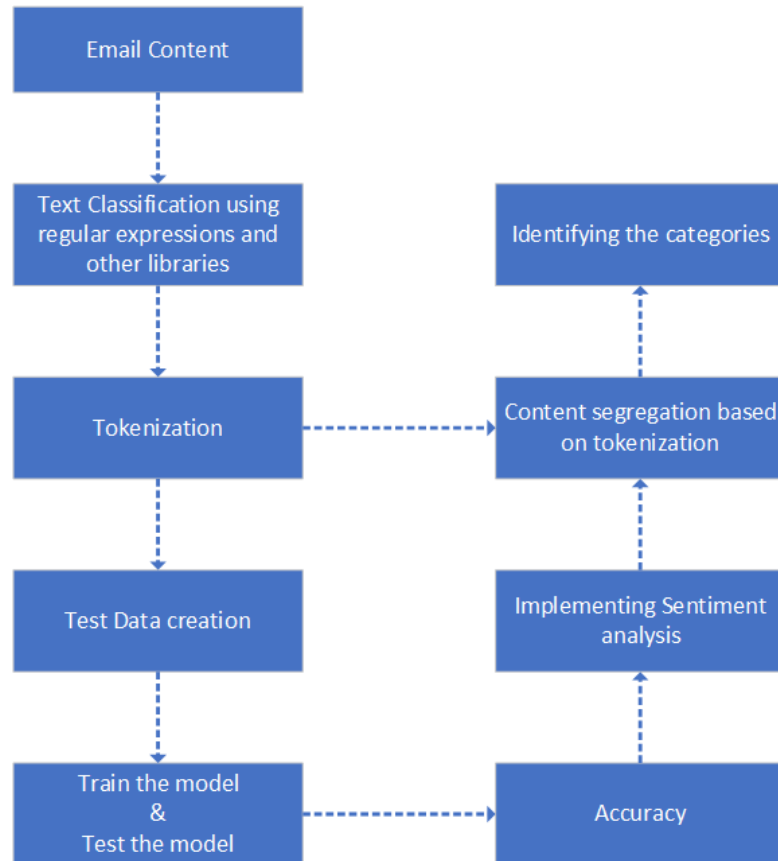 Email Content
Text Classification using
regular expressions and
other libraries
Identifying the categories
Tokenization
Content segregation based
on tokenization
Test Data creation
Implementing Sentiment
analysis
Train the model
&
Test the model
Accuracy